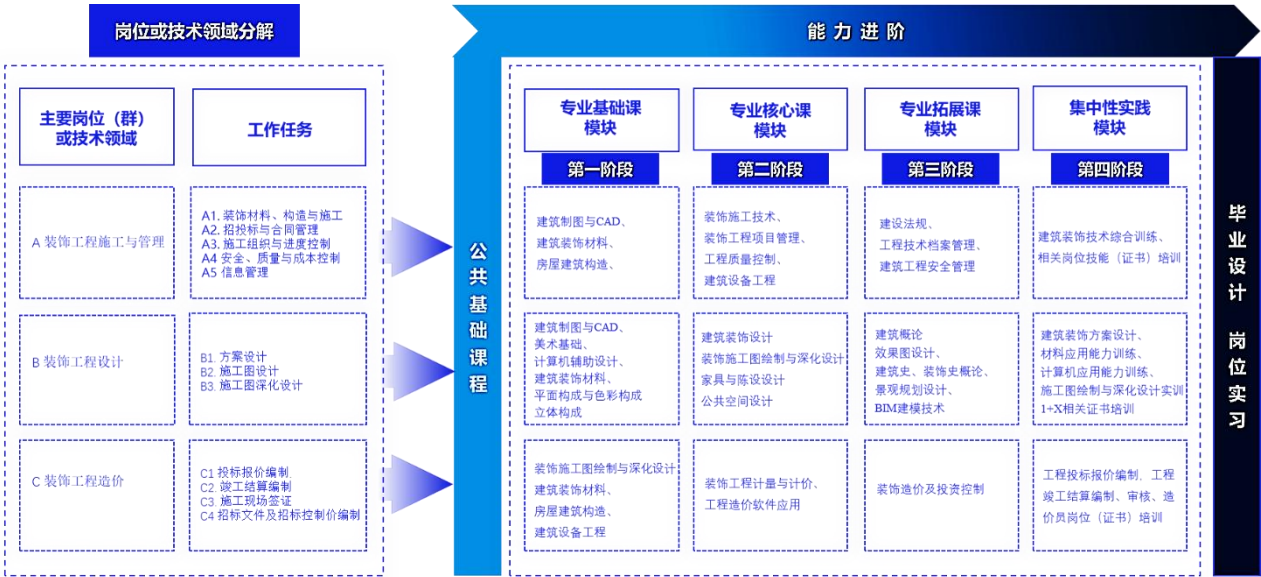 岗位或技术领域分解
能力进阶
主要岗位（群）
或技术领域
工作任务
专业基础课
模块
专业核心课
模块
专业拓展课
模块
集中性实践
模块
第一阶段
第二阶段
第三阶段
第四阶段
公共基础课程
毕业设计 岗位实习
A 装饰工程施工与管理
A1. 装饰材料、构造与施工
A2. 招投标与合同管理
A3. 施工组织与进度控制
A4 安全、质量与成本控制
A5 信息管理
建筑制图与CAD、
建筑装饰材料、
房屋建筑构造、
装饰施工技术、
装饰工程项目管理、
工程质量控制、
建筑设备工程
建设法规、
工程技术档案管理、
建筑工程安全管理
建筑装饰技术综合训练、
相关岗位技能（证书）培训
B 装饰工程设计
B1. 方案设计
B2. 施工图设计
B3. 施工图深化设计
建筑制图与CAD、
美术基础、
计算机辅助设计、
建筑装饰材料、
平面构成与色彩构成
立体构成
建筑装饰设计
装饰施工图绘制与深化设计
家具与陈设设计
公共空间设计
建筑概论
效果图设计、
建筑史、装饰史概论、
景观规划设计、
BIM建模技术
建筑装饰方案设计、
材料应用能力训练、
计算机应用能力训练、
施工图绘制与深化设计实训
1+X相关证书培训
C 装饰工程造价
C1 投标报价编制
C2. 竣工结算编制
C3. 施工现场签证
C4 招标文件及招标控制价编制
装饰施工图绘制与深化设计
建筑装饰材料、
房屋建筑构造、
建筑设备工程
装饰工程计量与计价、
工程造价软件应用
装饰造价及投资控制
工程投标报价编制、工程
竣工结算编制、审核、造
价员岗位（证书）培训